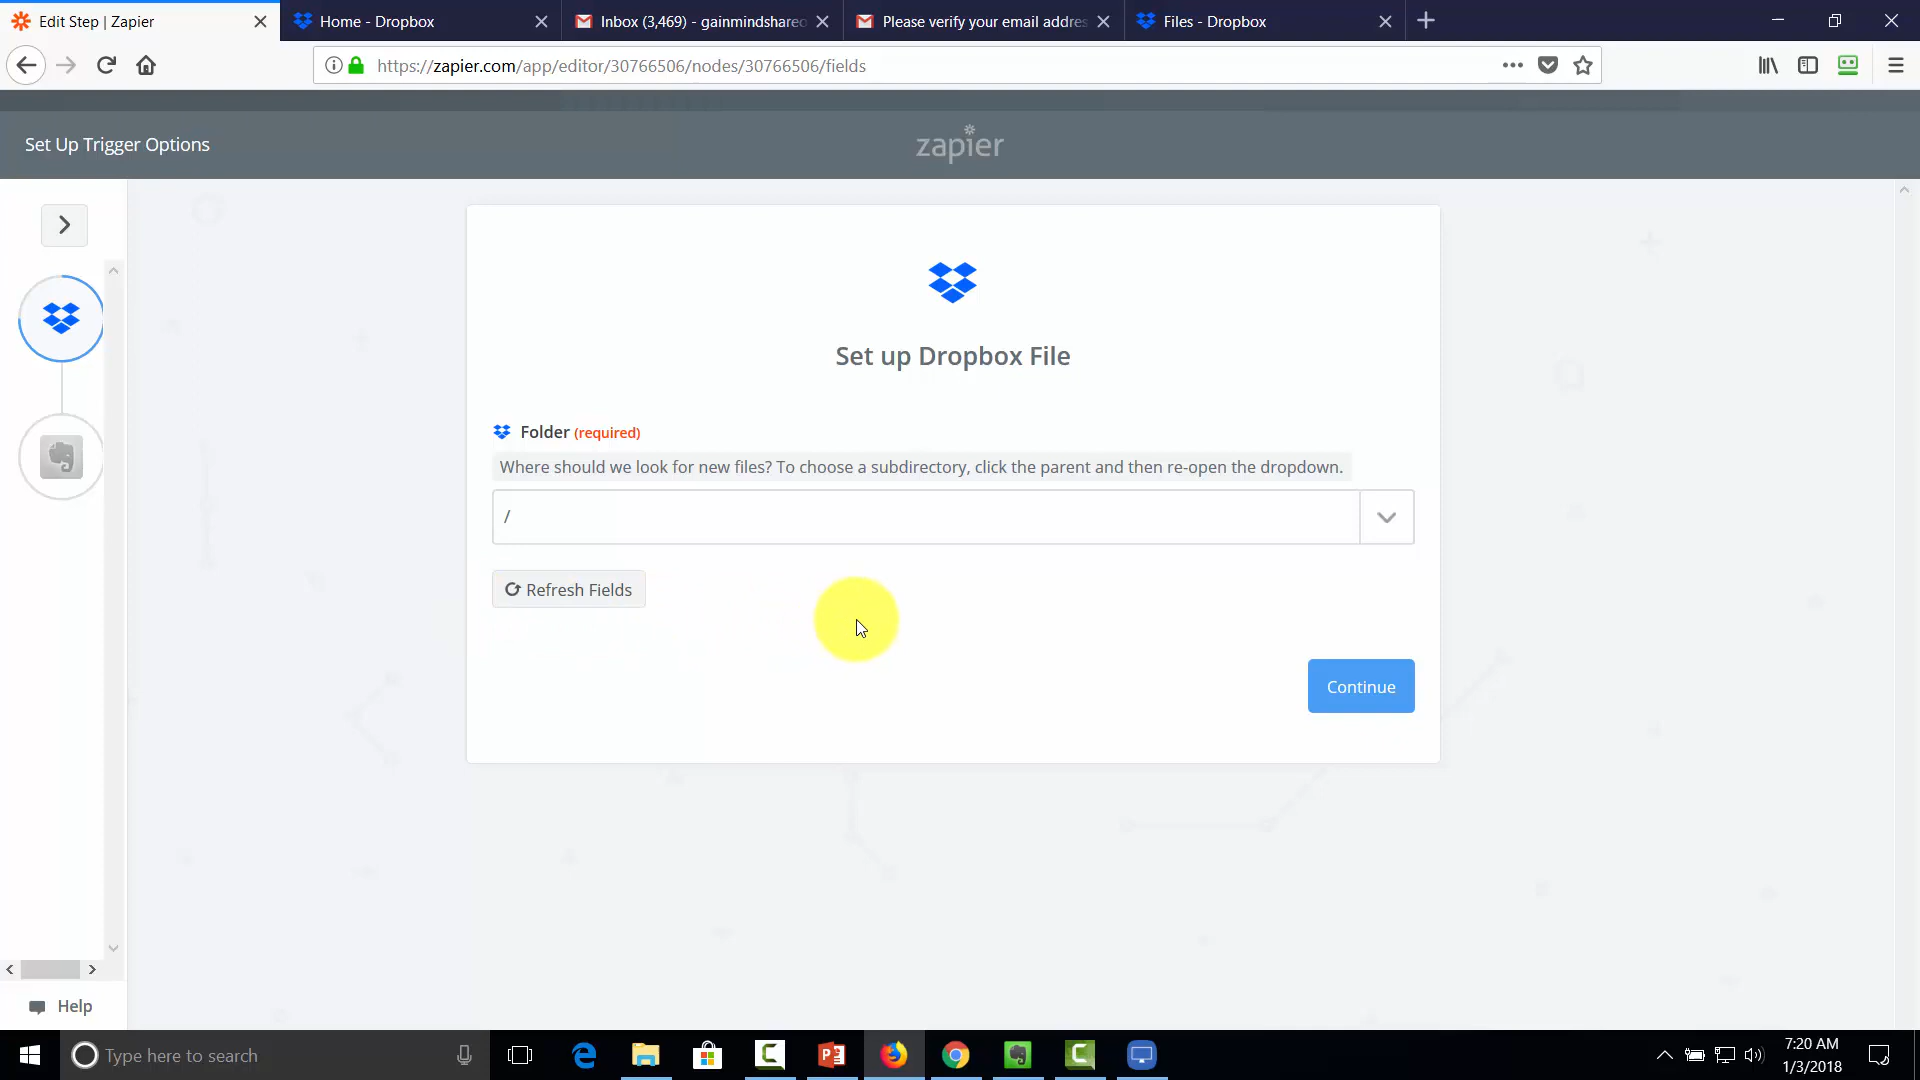 Edit Step | Zapier
Home - Dropbox
Inbox (3,469) - gainmindshareo
Please verify your email addres
Files - Dropbox
https://zapier.com/app/editor/30766506/nodes/30766506/fields
Set Up Trigger Options
zapier
Set up Dropbox File
Folder (required)
Where should we look for new files? To choose a subdirectory, click the parent and then re-open the dropdown.
/
Refresh Fields
Continue
Help
Type here to search
7:20 AM
1/3/2018